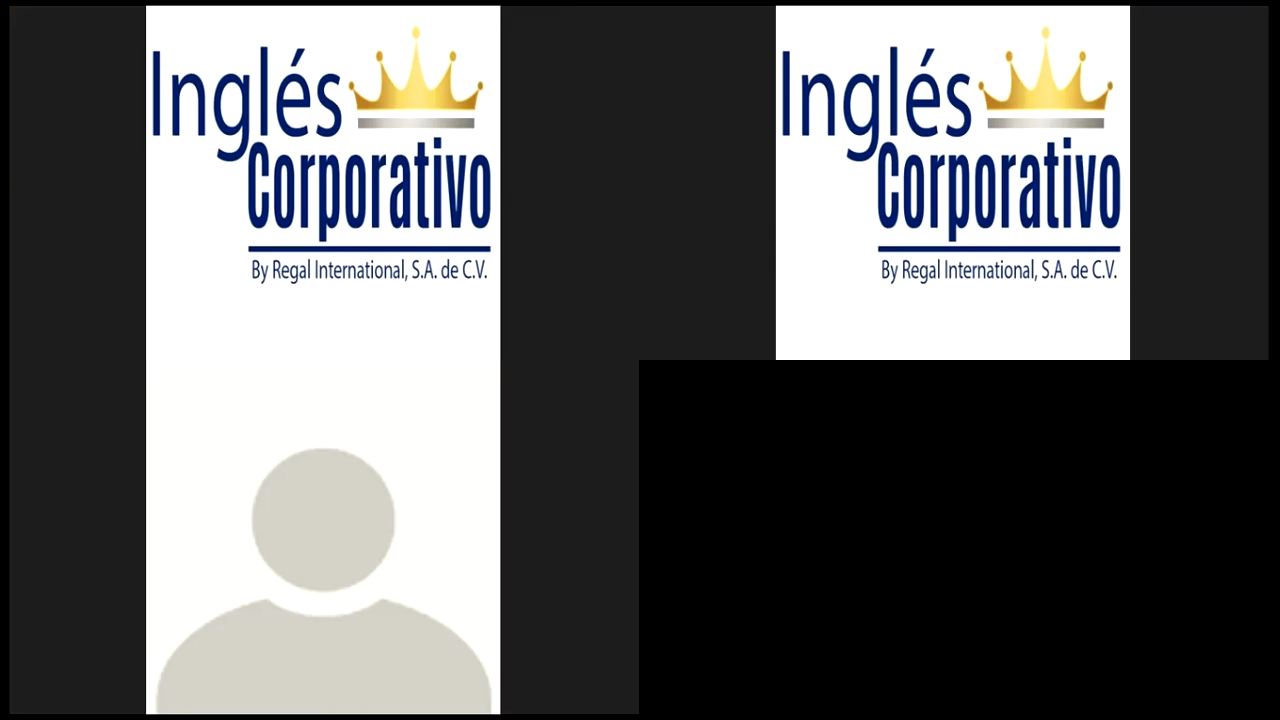 Inglés
Corporativo
By Regal International, S.A. de C.V.
Inglés
Corporativo
By Regal International, S.A. de C.V.